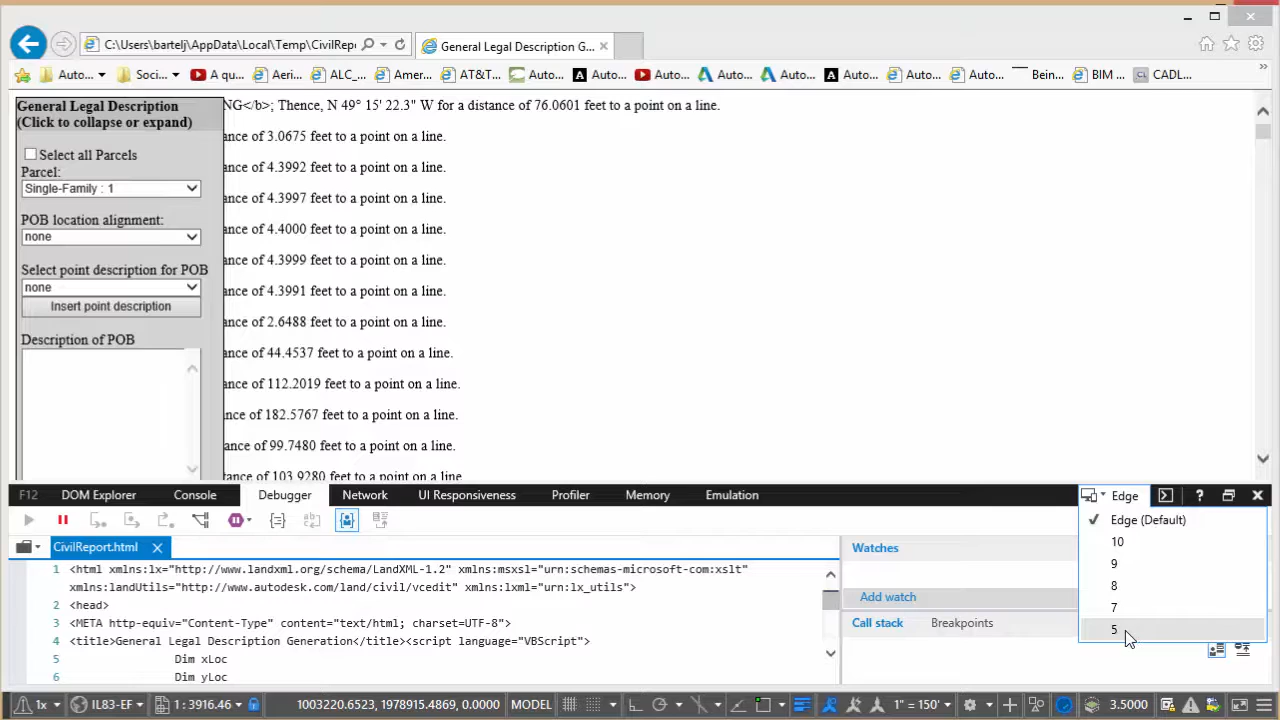 C:\Users\bartelj\AppData\Local\Temp\CivilRepo
General Legal Description G...
Auto...
Soci...
A qu...
Aeri...
ALC_...
Amer...
AT&T...
Auto...
Auto...
Auto...
Auto...
Auto...
Auto...
Auto...
Auto...
Bein...
BIM ...
CADL...
General Legal Description
(Click to collapse or expand)
Select all Parcels
Parcel:
Single-Family : 1
POB location alignment:
none
Select point description for POB
none
Insert point description
Description of POB
NG</b>; Thence, N 49° 15' 22.3" W for a distance of 76.0601 feet to a point on a line.
ance of 3.0675 feet to a point on a line.
ance of 4.3992 feet to a point on a line.
ance of 4.3997 feet to a point on a line.
ance of 4.4000 feet to a point on a line.
ance of 4.3999 feet to a point on a line.
ance of 4.3991 feet to a point on a line.
ance of 2.6488 feet to a point on a line.
ance of 44.4537 feet to a point on a line.
ance of 112.2019 feet to a point on a line.
nce of 182.5767 feet to a point on a line.
ance of 99.7480 feet to a point on a line.
tance of 103.9280 feet to a point on a line
F12 DOM Explorer Console Debugger Network UI Responsiveness Profiler Memory Emulation Edge ?
CivilReport.html
1 <html xmlns:lx="http://www.landxml.org/schema/LandXML-1.2" xmlns:msxsl="urn:schemas-microsoft-com:xslt"
xmlns:landUtils="http://www.autodesk.com/land/civil/vcedit" xmlns:lxml="urn:lx_utils">
2 <head>
3 <META http-equiv="Content-Type" content="text/html; charset=UTF-8">
4 <title>General Legal Description Generation</title><script language="VBScript">
5 Dim xLoc
6 Dim yLoc
Watches
Add watch
Call stack Breakpoints
Edge (Default)
10
9
8
7
5
1x
IL83-EF
1 : 3916.46
1003220.6523, 1978915.4869, 0.0000 MODEL
1" = 150'
3.5000